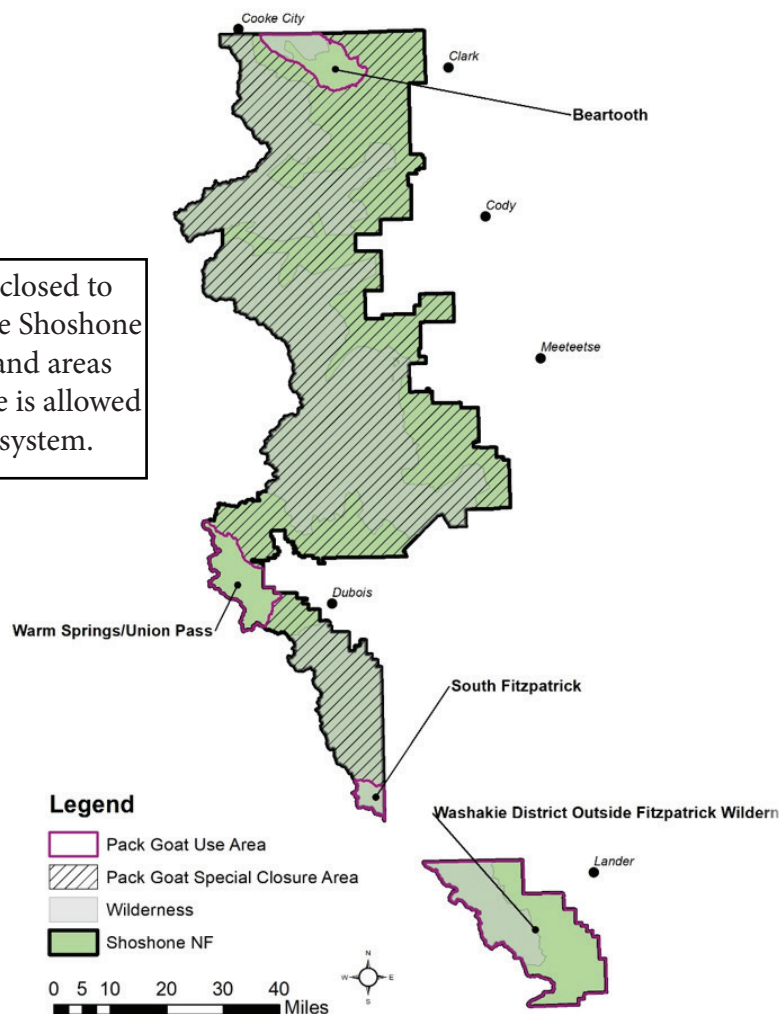 Cooke City
Clark
Beartooth
Cody
closed to
e Shoshone
and areas
e is allowed
system.
Meeteetse
Dubois
Warm Springs/Union Pass
South Fitzpatrick
Legend
Pack Goat Use Area
Pack Goat Special Closure Area
Wilderness
Shoshone NF
Washakie District Outside Fitzpatrick Wildern
Lander
N
W E
S
0 5 10 20 30 40
Miles